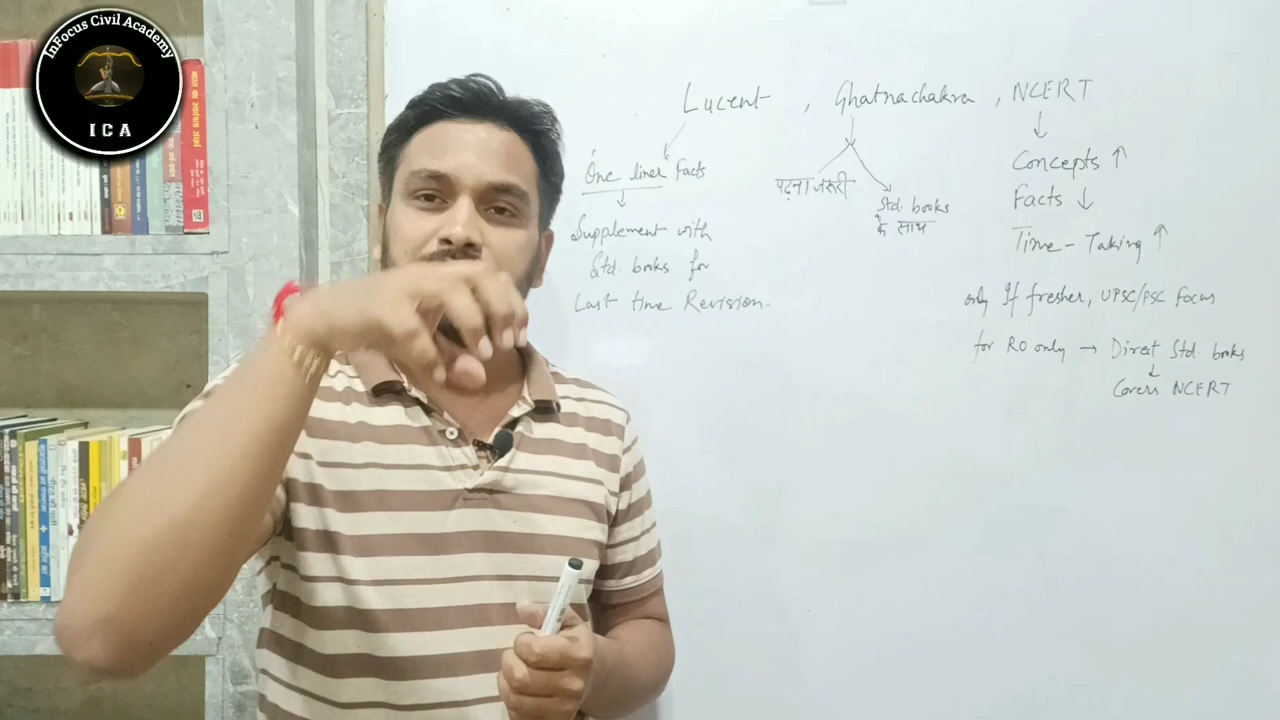 InFocus Civil Academy
ICA
Lucent , Ghatnachakra , NCERT
One liner Facts
Supplement with
Std. books for
Last time Revision.
पढ़ना जरूरी
Std. books
के साथ
Concepts ↑
Facts ↓
Time-Taking ↑
only If fresher, UPSC/PSC Focus
for RO only → Direct Std. books
Covers NCERT